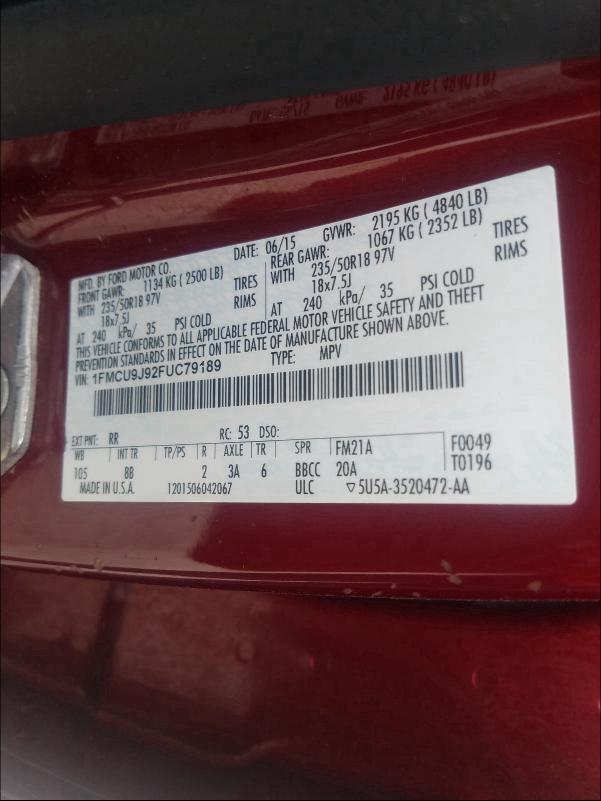 MFD. BY FORD MOTOR CO.
DATE: 06/15 GVWR: 2195 KG ( 4840 LB)
FRONT GAWR: 1134 KG ( 2500 LB)
REAR GAWR: 1067 KG ( 2352 LB)
WITH 235/50R18 97V TIRES
WITH 235/50R18 97V TIRES
18x7.5J RIMS
18x7.5J RIMS
AT 240 kPa/ 35 PSI COLD
AT 240 kPa/ 35 PSI COLD
THIS VEHICLE CONFORMS TO ALL APPLICABLE FEDERAL MOTOR VEHICLE SAFETY AND THEFT
PREVENTION STANDARDS IN EFFECT ON THE DATE OF MANUFACTURE SHOWN ABOVE.
VIN: 1FMCU9J92FUC79189 TYPE: MPV
EXT PNT: RR RC: 53 DSO:
WB INT TR TP/PS R AXLE TR SPR FM21A F0049
105 BB 2 3A 6 BBCC 20A T0196
MADE IN U.S.A. 1201506042067 ULC ▽5U5A-3520472-AA